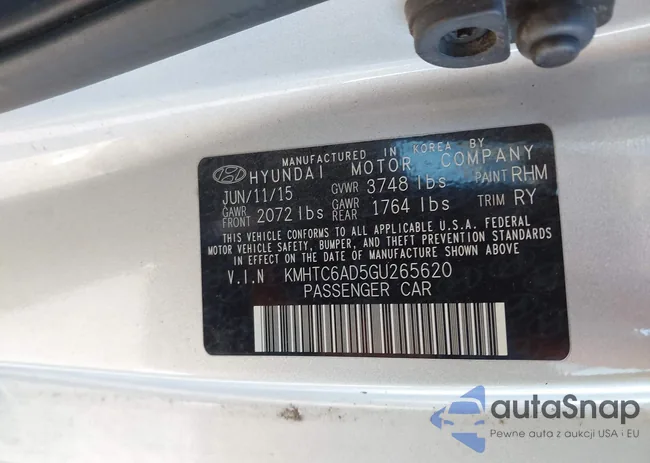 MANUFACTURED IN KOREA BY
HYUNDAI MOTOR COMPANY
JUN/11/15 GVWR 3748 lbs PAINT RHM
GAWR FRONT 2072 lbs GAWR REAR 1764 lbs TRIM RY
THIS VEHICLE CONFORMS TO ALL APPLICABLE U.S.A. FEDERAL
MOTOR VEHICLE SAFETY, BUMPER, AND THEFT PREVENTION STANDARDS
IN EFFECT ON THE DATE OF MANUFACTURE SHOWN ABOVE
V.I.N KMHTC6AD5GU265620
PASSENGER CAR
autaSnap
Pewne auta z aukcji USA i EU